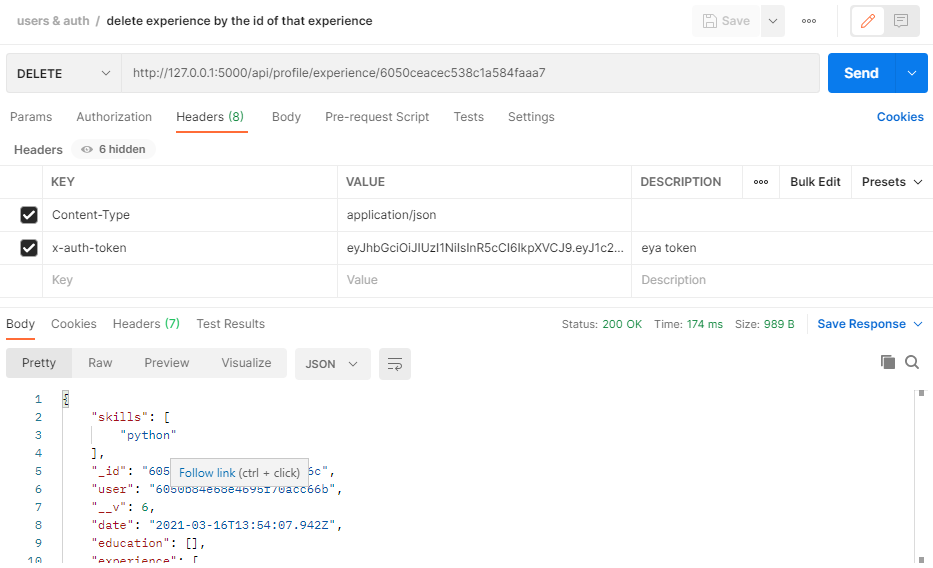 users & auth / delete experience by the id of that experience
Save
DELETE http://127.0.0.1:5000/api/profile/experience/6050ceacec538c1a584faaa7 Send
Params Authorization Headers (8) Body Pre-request Script Tests Settings Cookies
Headers 6 hidden
KEY VALUE DESCRIPTION Bulk Edit Presets
Content-Type application/json
x-auth-token eyJhbGciOiJIUzI1NiIsInR5cCI6IkpXVCJ9.eyJ1c2... eya token
Key Value Description
Body Cookies Headers (7) Test Results Status: 200 OK Time: 174 ms Size: 989 B Save Response
Pretty Raw Preview Visualize JSON
1 {
2 "skills": [
3 "python"
4 ],
5 "_id": "605 6c",
Follow link (ctrl + click)
6 "user": "6050b84e68e4695f70acc66b",
7 "__v": 6,
8 "date": "2021-03-16T13:54:07.942Z",
9 "education": [],
10 "experience": [